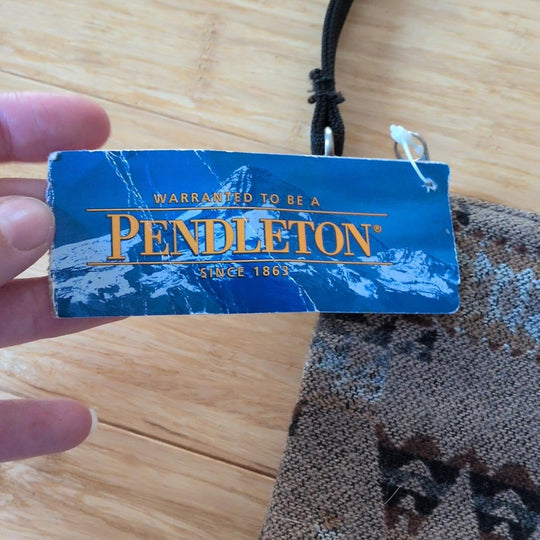 WARRANTED TO BE A
PENDLETON®
SINCE 1863